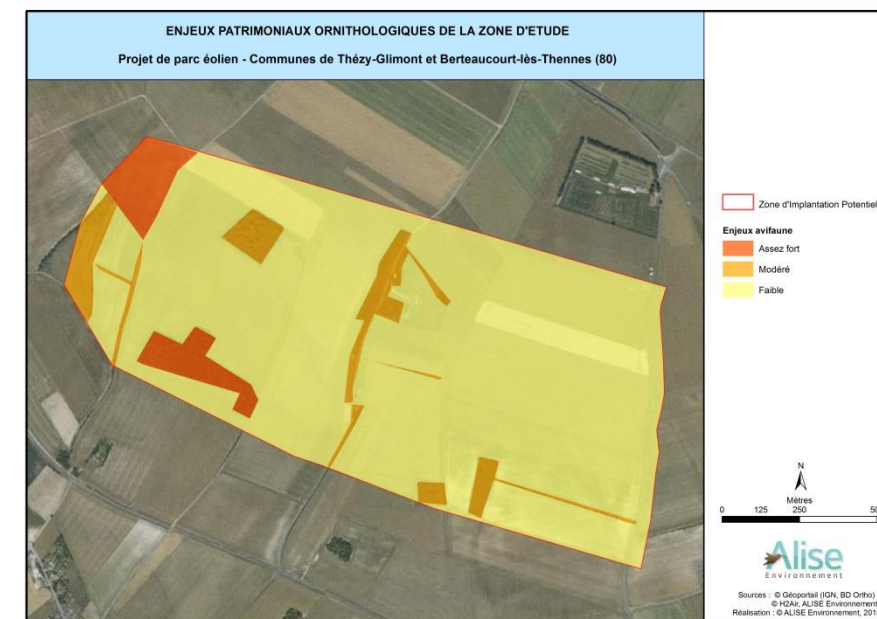 ENJEUX PATRIMONIAUX ORNITHOLOGIQUES DE LA ZONE D'ETUDE
Projet de parc éolien - Communes de Thézy-Glimont et Berteaucourt-lès-Thennes (80)
Zone d'Implantation Potentiel
Enjeux avifaune
Assez fort
Modéré
Faible
N
Mètres
0 125 250 50
Alise
Environnement
Sources : © Géoportail (IGN, BD Ortho)
© H2Air, ALISE Environnement
Réalisation : © ALISE Environnement, 201